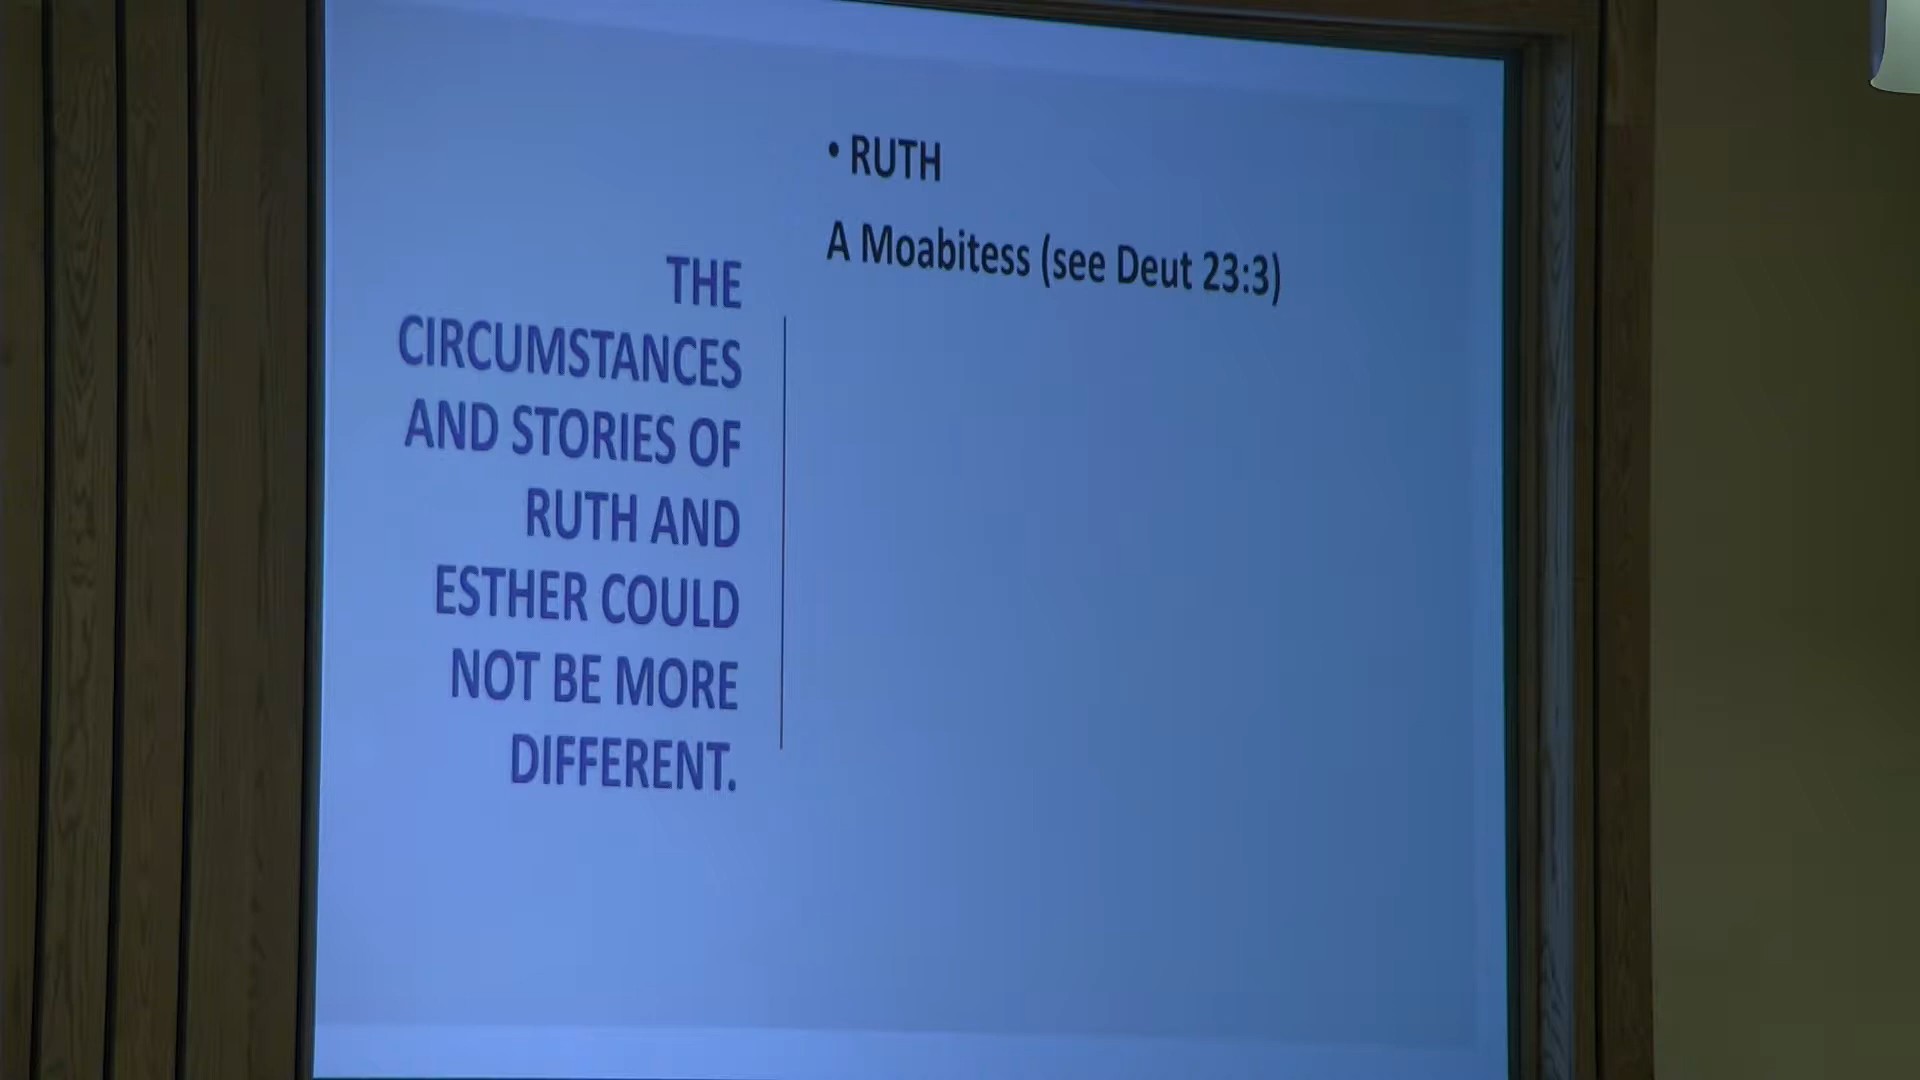 THE
CIRCUMSTANCES
AND STORIES OF
RUTH AND
ESTHER COULD
NOT BE MORE
DIFFERENT.
• RUTH
A Moabitess (see Deut 23:3)